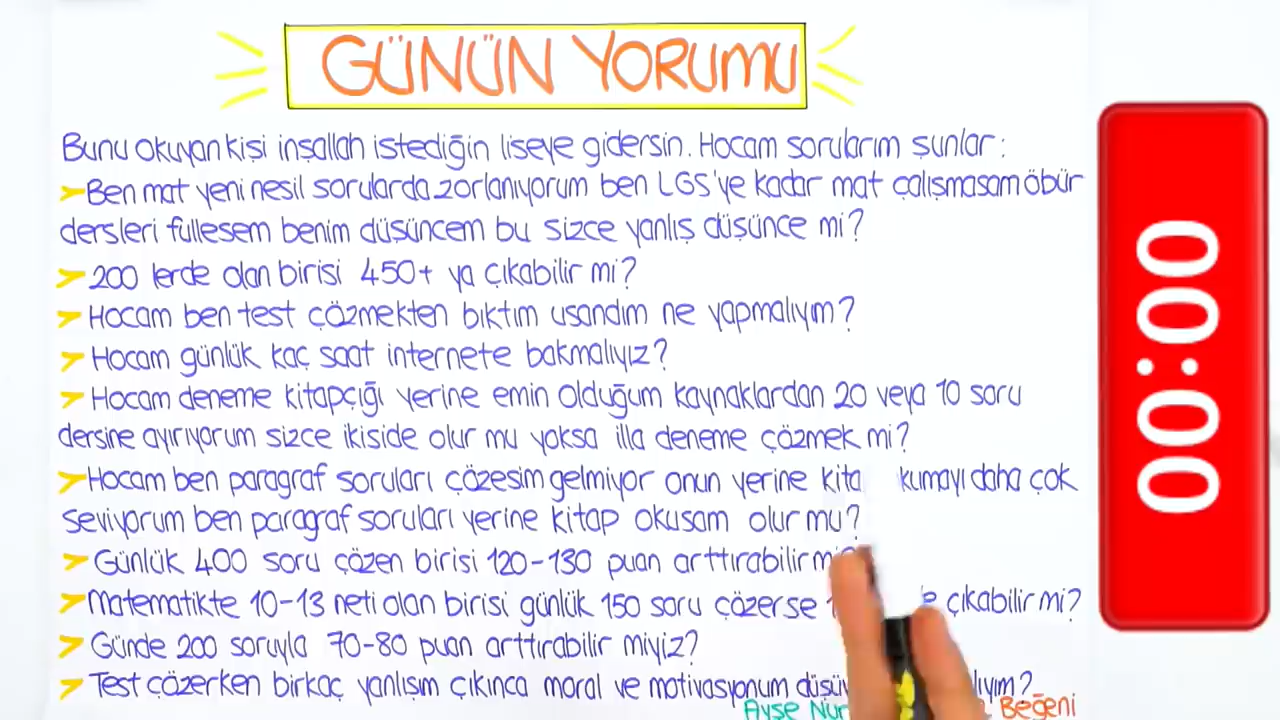 GÜNÜN YORUMU
Bunu okuyan kişi inşallah istediğin liseye gidersin. Hocam sorularım şunlar:
➤Ben mat yeni nesil sorularda zorlanıyorum ben LGS'ye kadar mat çalışmasam öbür
dersleri füllesem benim düşüncem bu sizce yanlış düşünce mi?
➤200 lerde olan birisi 450+ ya çıkabilir mi?
➤Hocam ben test çözmekten bıktım usandım ne yapmalıyım?
➤Hocam günlük kaç saat internete bakmalıyız?
➤Hocam deneme kitapçığı yerine emin olduğum kaynaklardan 20 veya 10 soru
dersine ayırıyorum sizce ikiside olur mu yoksa illa deneme çözmek mi?
➤Hocam ben paragraf soruları çözesim gelmiyor onun yerine kita kumayı daha çok
seviyorum ben paragraf soruları yerine kitap okusam olur mu?
➤Günlük 400 soru çözen birisi 120-130 puan arttırabilir mi?
➤Matematikte 10-13 neti olan birisi günlük 150 soru çözerse çıkabilir mi?
➤Günde 200 soruyla 70-80 puan arttırabilir miyiz?
➤Test çözerken birkaç yanlışım çıkınca moral ve motivasyonum düşüy lıyım?
Ayşe Nur Beğeni
00:00